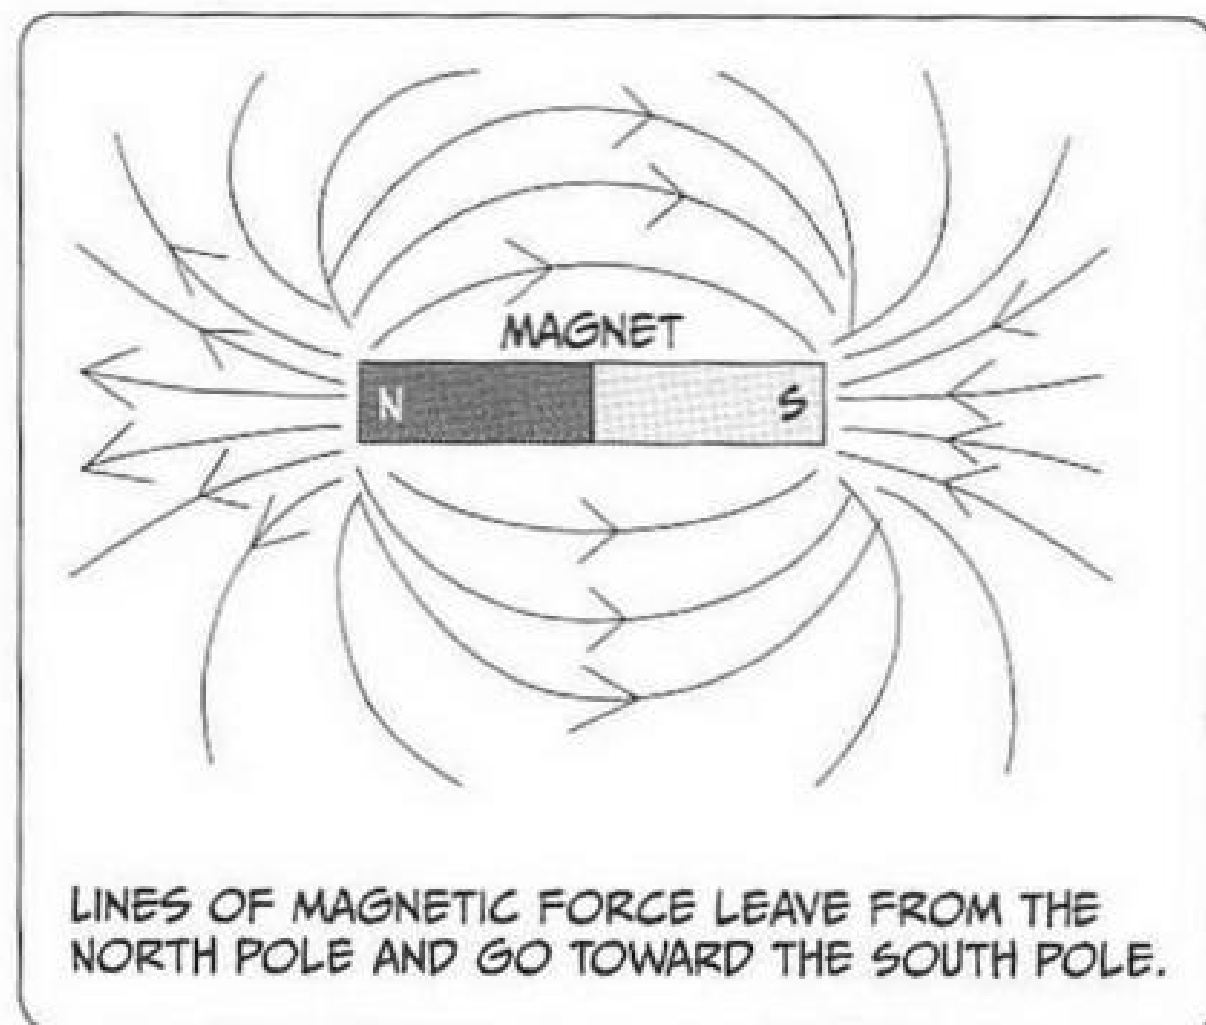 MAGNET
N
S
LINES OF MAGNETIC FORCE LEAVE FROM THE
NORTH POLE AND GO TOWARD THE SOUTH POLE.